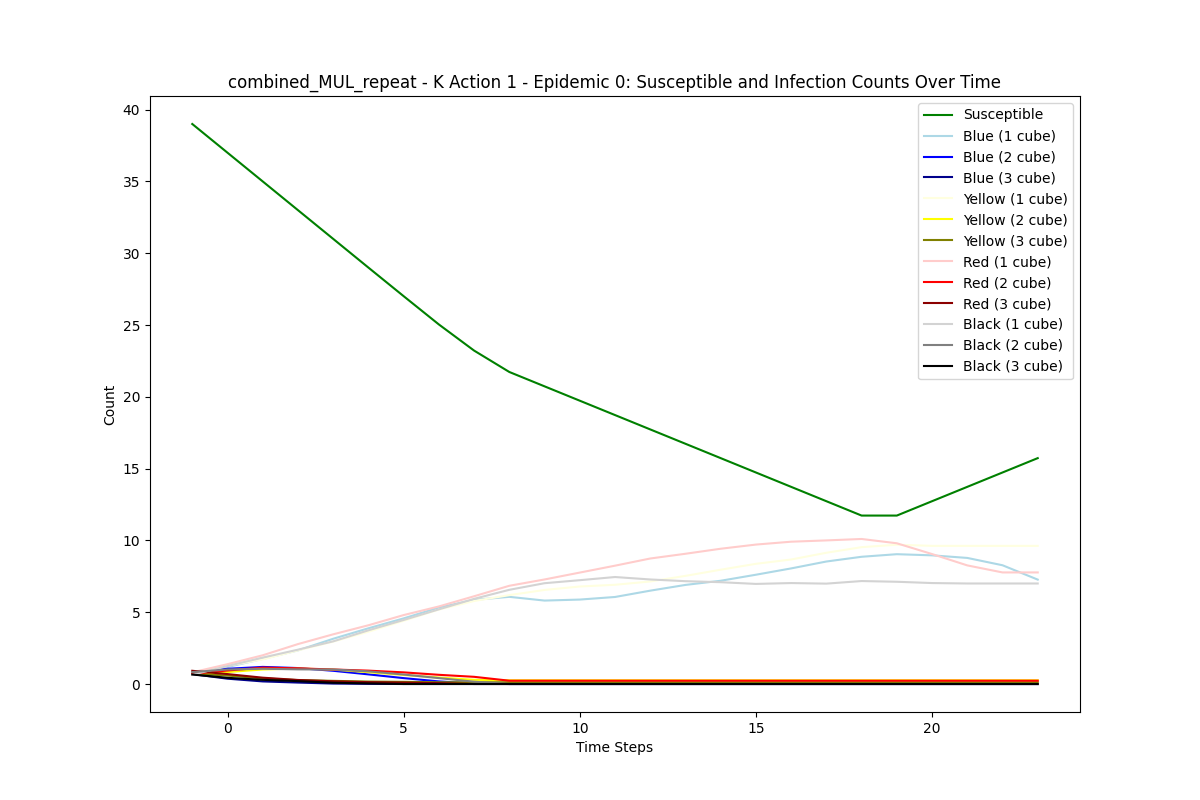 combined_MUL_repeat - K Action 1 - Epidemic 0: Susceptible and Infection Counts Over Time
40
35
30
25
20
15
10
5
0
Count
0
5
10
15
20
Time Steps
Susceptible
Blue (1 cube)
Blue (2 cube)
Blue (3 cube)
Yellow (1 cube)
Yellow (2 cube)
Yellow (3 cube)
Red (1 cube)
Red (2 cube)
Red (3 cube)
Black (1 cube)
Black (2 cube)
Black (3 cube)